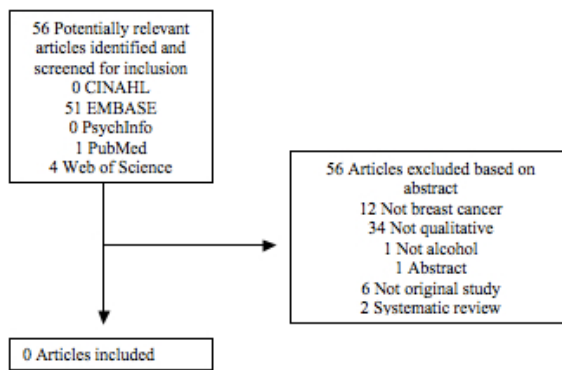 56 Potentially relevant
articles identified and
screened for inclusion
0 CINAHL
51 EMBASE
0 PsychInfo
1 PubMed
4 Web of Science
56 Articles excluded based on
abstract
12 Not breast cancer
34 Not qualitative
1 Not alcohol
1 Abstract
6 Not original study
2 Systematic review
0 Articles included